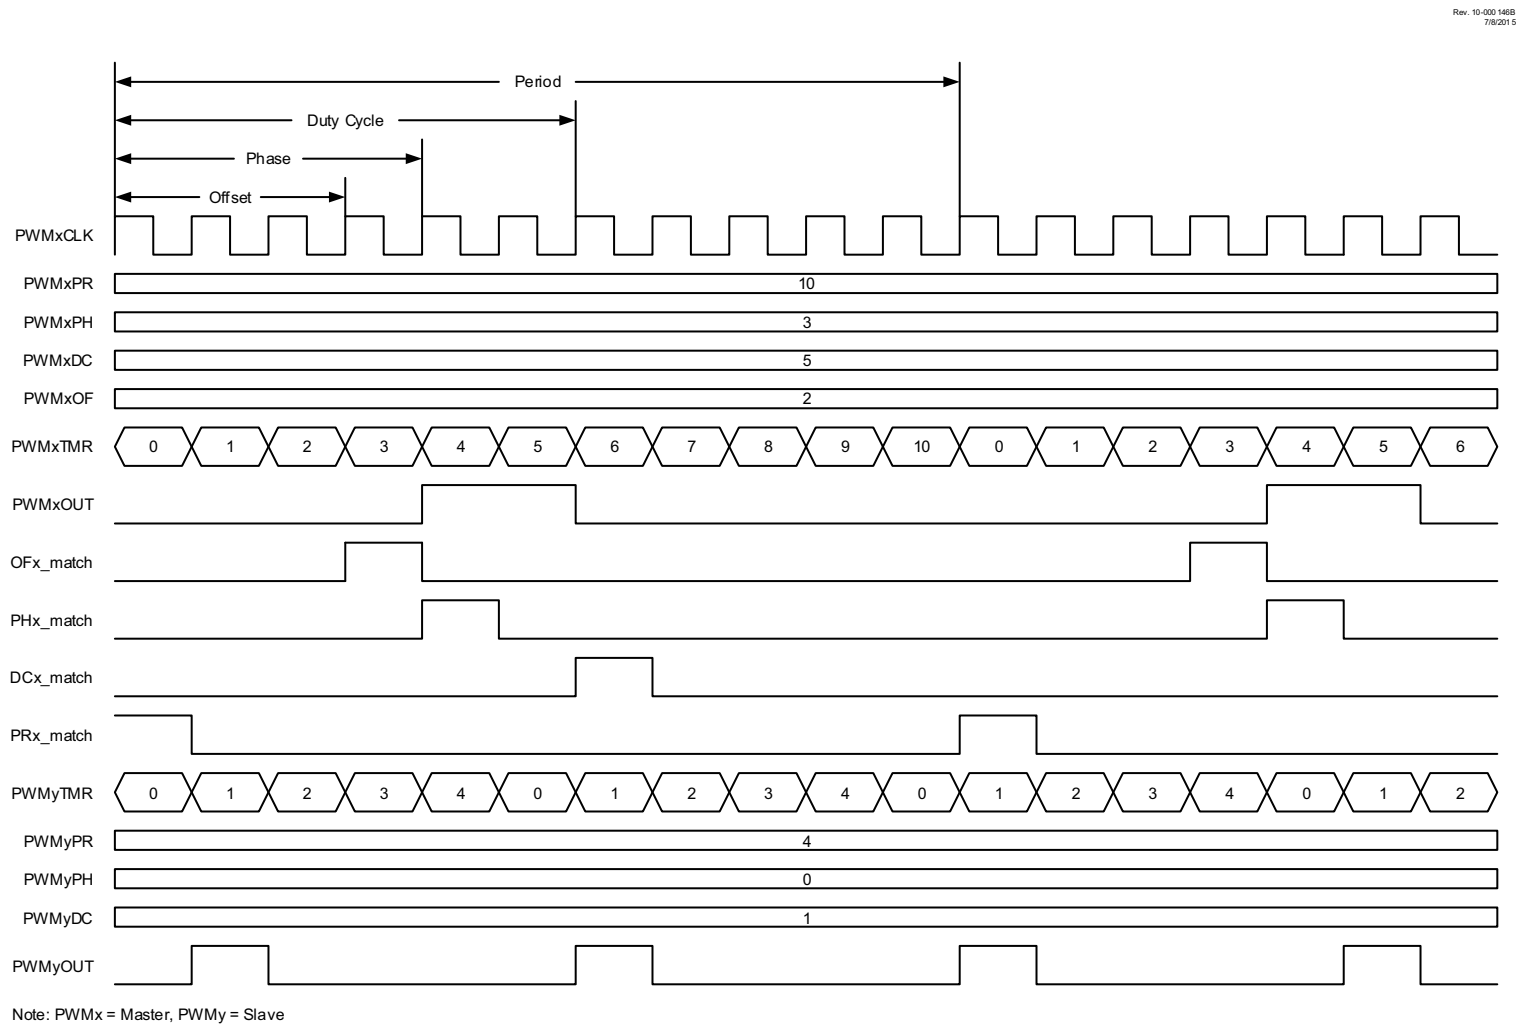 Rev. 10-000 146B
7/8/201 5
Period
Duty Cycle
Phase
Offset
PWMxCLK
PWMxPR 10
PWMxPH 3
PWMxDC 5
PWMxOF 2
PWMxTMR 0 1 2 3 4 5 6 7 8 9 10 0 1 2 3 4 5 6
PWMxOUT
OFx_match
PHx_match
DCx_match
PRx_match
PWMyTMR 0 1 2 3 4 0 1 2 3 4 0 1 2 3 4 0 1 2
PWMyPR 4
PWMyPH 0
PWMyDC 1
PWMyOUT
Note: PWMx = Master, PWMy = Slave